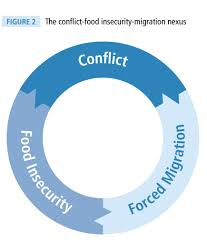 FIGURE 2 The conflict-food insecurity-migration nexus
Conflict
Forced Migration
Food Insecurity